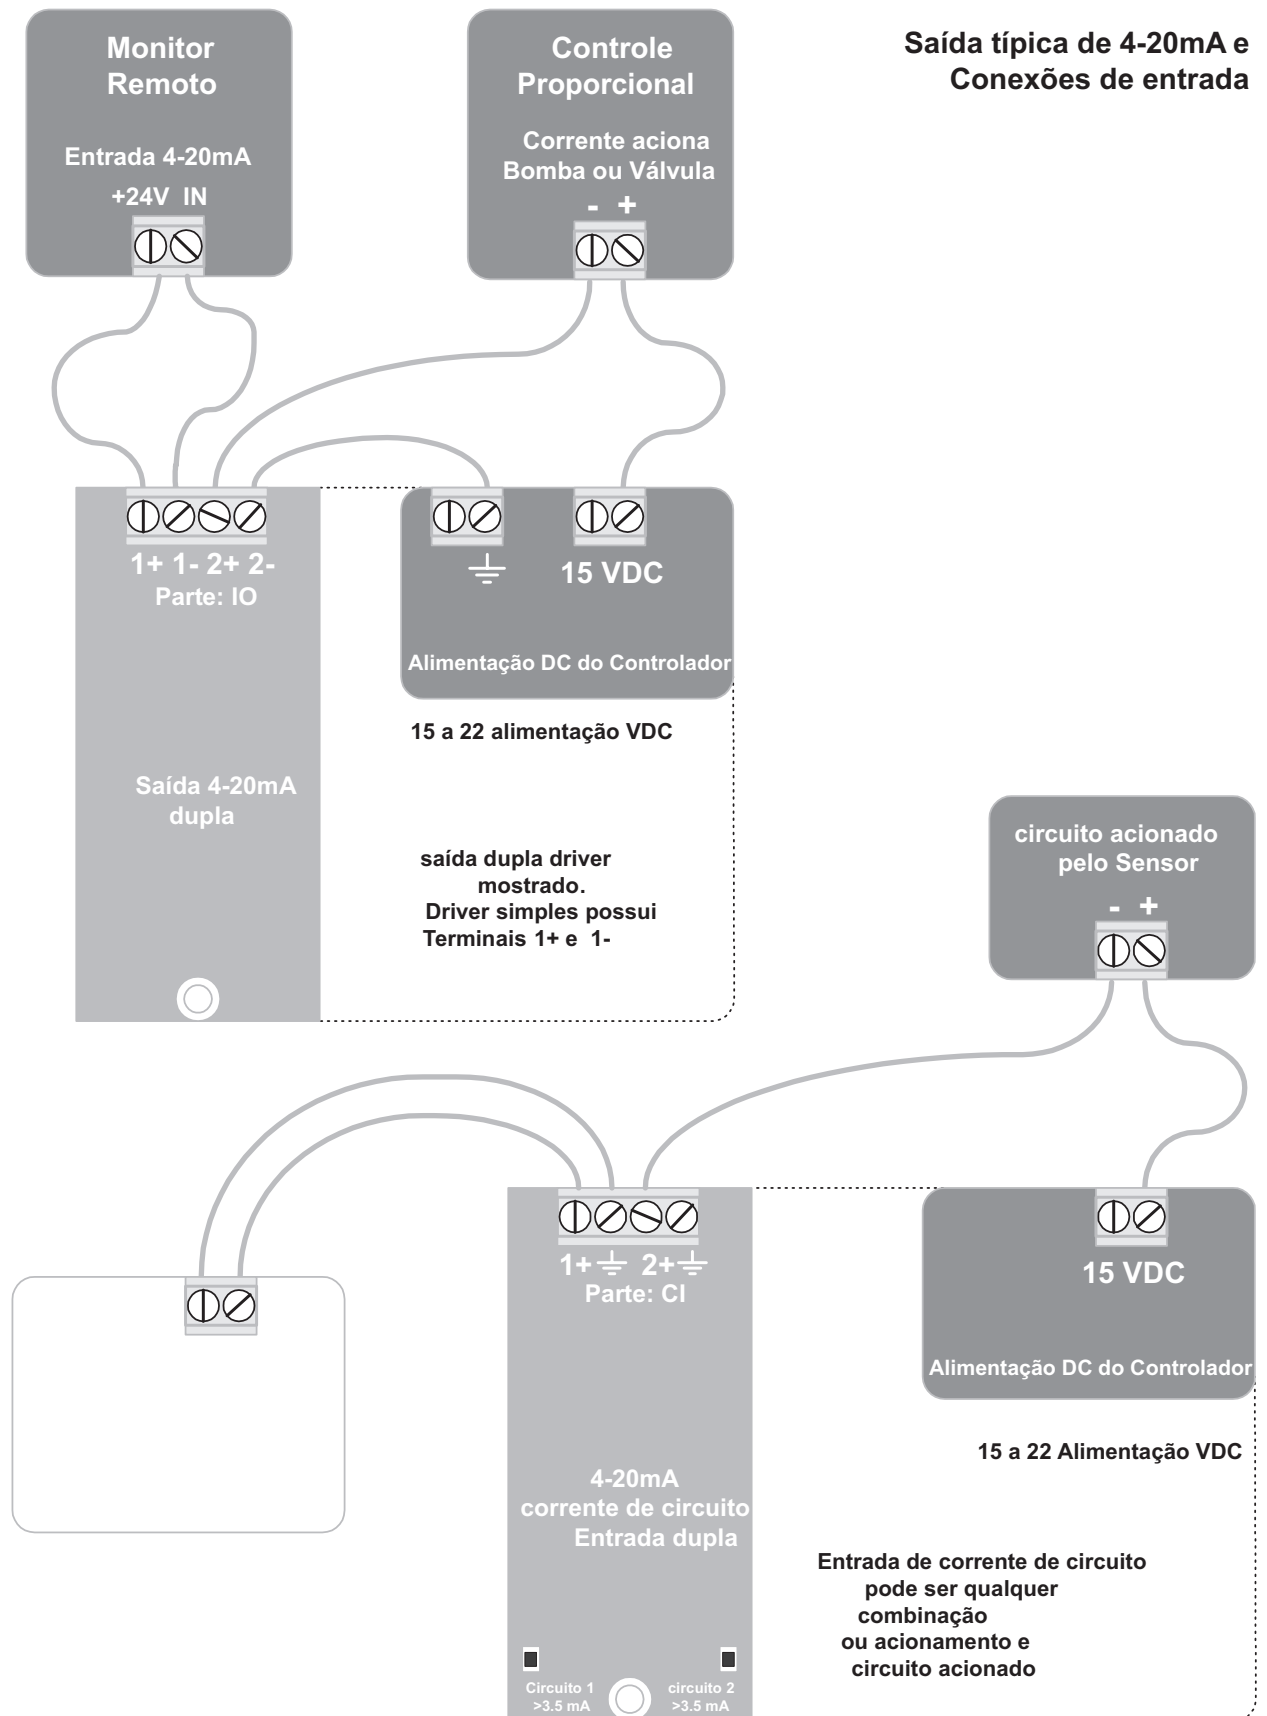 Saída típica de 4-20mA e
Conexões de entrada
Monitor
Remoto
Entrada 4-20mA
+24V IN
Controle
Proporcional
Corrente aciona
Bomba ou Válvula
- +
1+ 1- 2+ 2-
Parte: IO
Saída 4-20mA
dupla
15 VDC
Alimentação DC do Controlador
15 a 22 alimentação VDC
saída dupla driver
mostrado.
Driver simples possui
Terminais 1+ e 1-
circuito acionado
pelo Sensor
- +
1+ 2+
Parte: CI
4-20mA
corrente de circuito
Entrada dupla
Circuito 1
>3.5 mA
circuito 2
>3.5 mA
15 VDC
Alimentação DC do Controlador
15 a 22 Alimentação VDC
Entrada de corrente de circuito
pode ser qualquer
combinação
ou acionamento e
circuito acionado